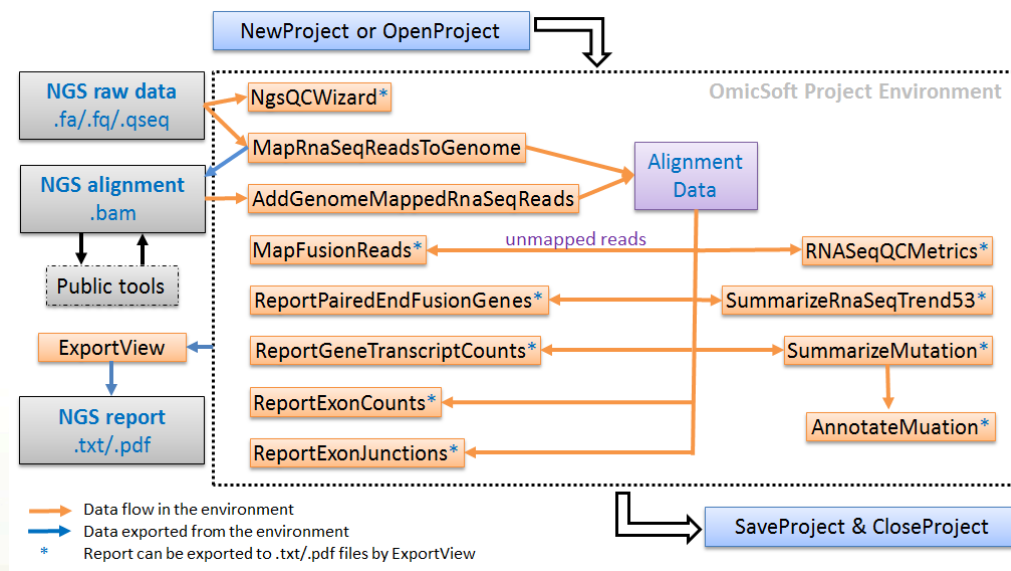 NewProject or OpenProject
OmicSoft Project Environment
NGS raw data
.fa/.fq/.qseq
NgsQCWizard*
MapRnaSeqReadsToGenome
Alignment
Data
NGS alignment
.bam
AddGenomeMappedRnaSeqReads
unmapped reads
MapFusionReads*
RNASeqQCMetrics*
Public tools
ReportPairedEndFusionGenes*
SummarizeRnaSeqTrend53*
ExportView
ReportGeneTranscriptCounts*
SummarizeMutation*
NGS report
.txt/.pdf
ReportExonCounts*
AnnotateMuation*
ReportExonJunctions*
Data flow in the environment
Data exported from the environment
* Report can be exported to .txt/.pdf files by ExportView
SaveProject & CloseProject